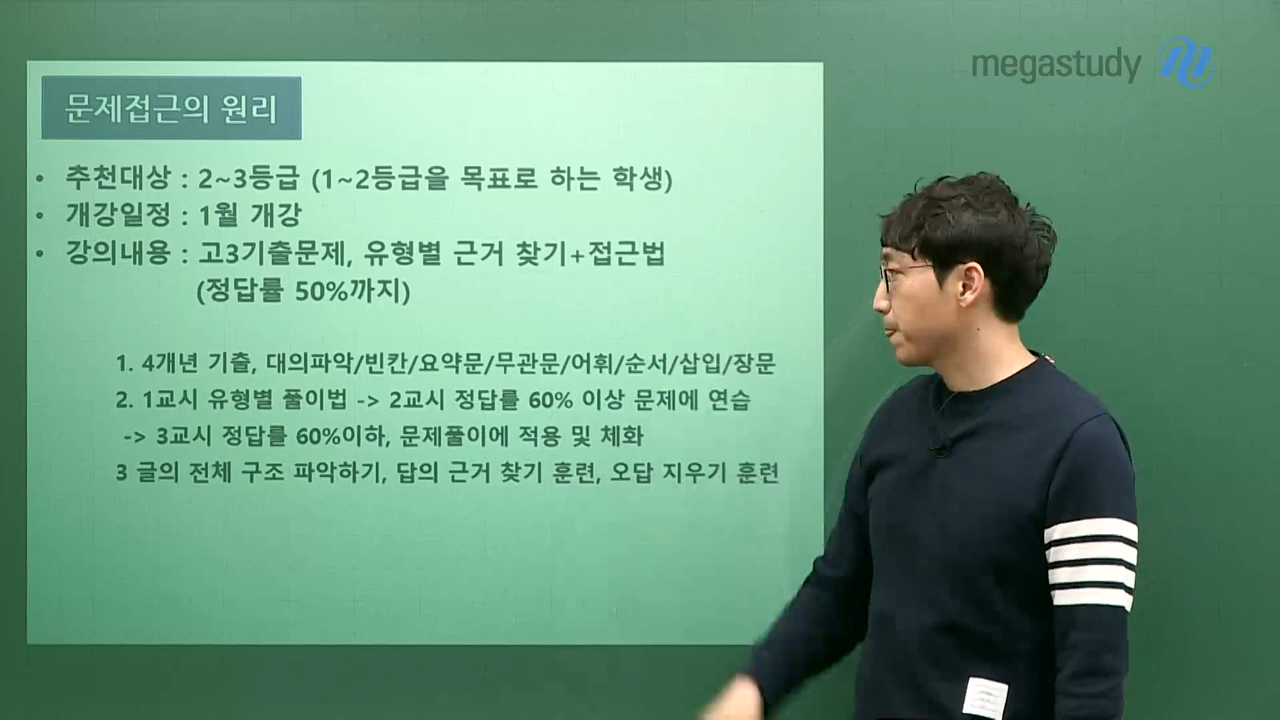 megastudy
문제접근의 원리
• 추천대상 : 2~3등급 (1~2등급을 목표로 하는 학생)
• 개강일정 : 1월 개강
• 강의내용 : 고3기출문제, 유형별 근거 찾기+접근법
(정답률 50%까지)
1. 4개년 기출, 대의파악/빈칸/요약문/무관문/어휘/순서/삽입/장문
2. 1교시 유형별 풀이법 -> 2교시 정답률 60% 이상 문제에 연습
-> 3교시 정답률 60%이하, 문제풀이에 적용 및 체화
3 글의 전체 구조 파악하기, 답의 근거 찾기 훈련, 오답 지우기 훈련